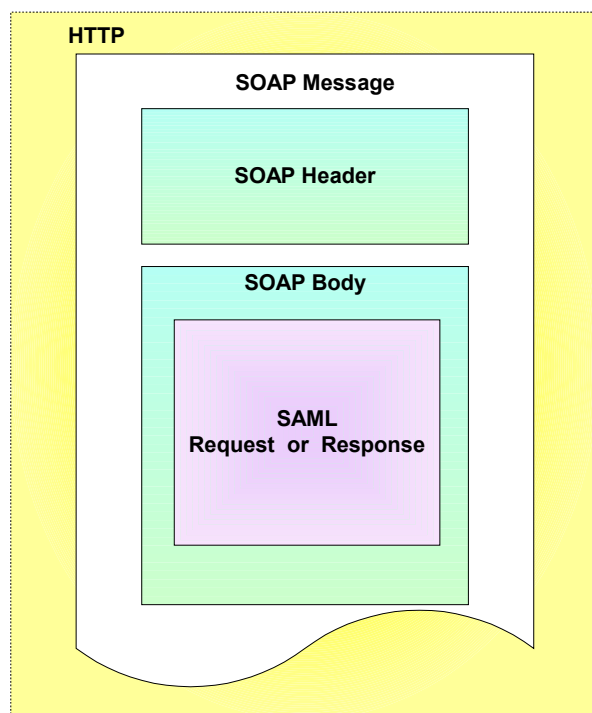 HTTP
SOAP Message
SOAP Header
SOAP Body
SAML
Request or Response